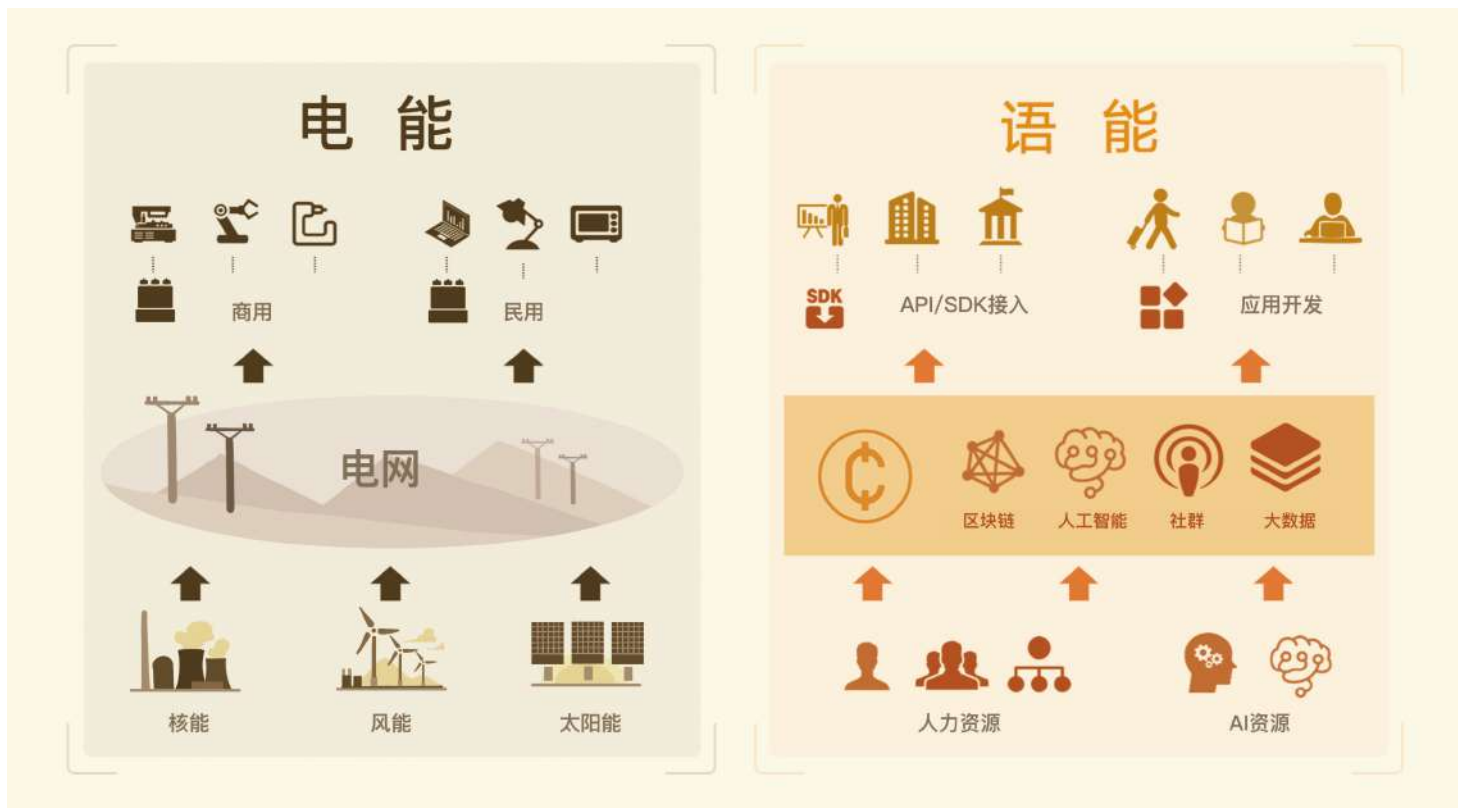 电能
商用
民用
电网
核能
风能
太阳能
语能
SDK
API/SDK接入
应用开发
区块链
人工智能
社群
大数据
人力资源
AI资源